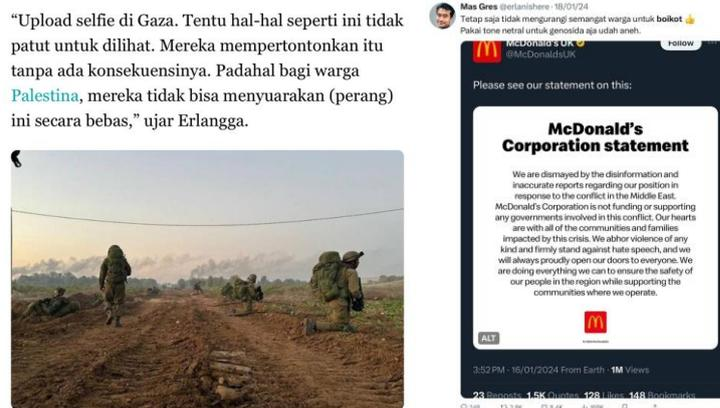 “Upload selfie di Gaza. Tentu hal-hal seperti ini tidak
patut untuk dilihat. Mereka mempertontonkan itu
tanpa ada konsekuensinya. Padahal bagi warga
Palestina, mereka tidak bisa menyuarakan (perang)
ini secara bebas,” ujar Erlangga.
Mas Gres @erlanishere · 18/01/24
Tetap saja tidak mengurangi semangat warga untuk boikot 👍
Pakai tone netral untuk genosida aja udah aneh.
McDonald's UK
Follow
@McDonaldsUK
Please see our statement on this:
McDonald’s
Corporation statement
We are dismayed by the disinformation and
inaccurate reports regarding our position in
response to the conflict in the Middle East.
McDonald’s Corporation is not funding or supporting
any governments involved in this conflict. Our hearts
are with all of the communities and families
impacted by this crisis. We abhor violence of any
kind and firmly stand against hate speech, and we
will always proudly open our doors to everyone. We
are doing everything we can to ensure the safety of
our people in the region while supporting the
communities where we operate.
ALT
3:52 PM · 16/01/2024 From Earth · 1M Views
23 Reposts 1.5K Quotes 128 Likes 148 Bookmarks